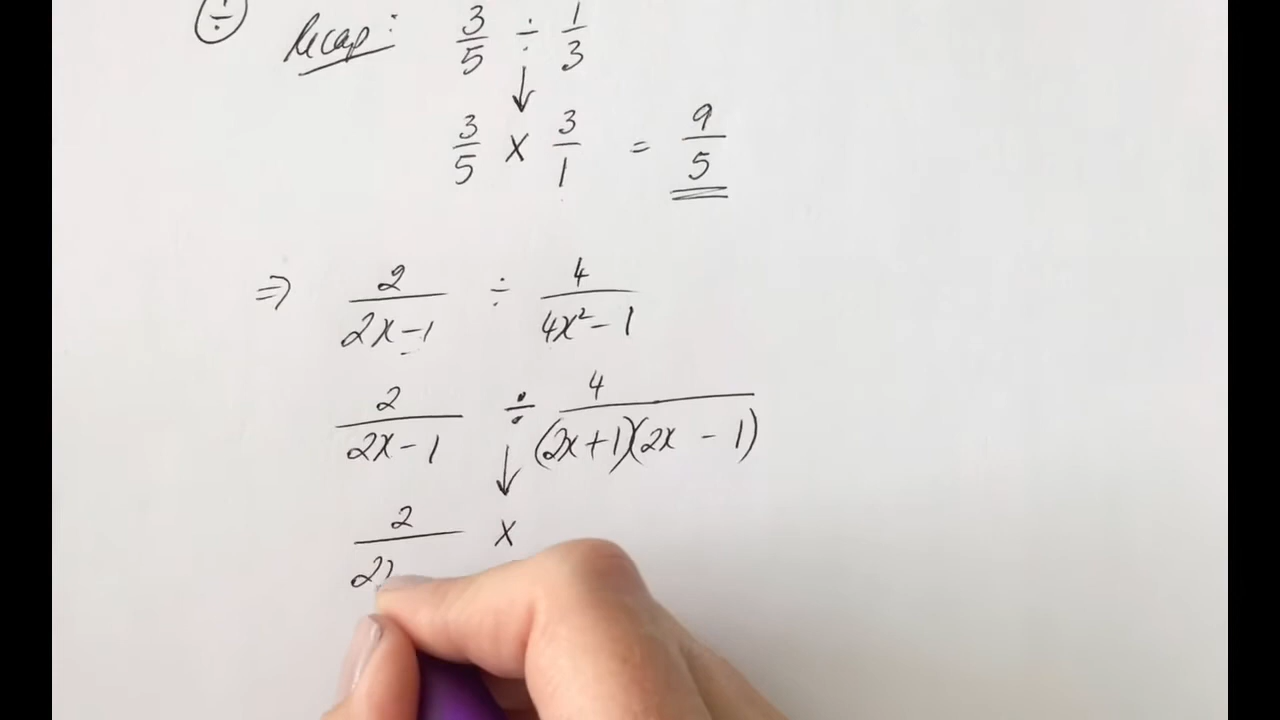 ÷ Recap: 3/5 ÷ 1/3
↓
3/5 × 3/1 = 9/5
⇒ 2/(2x-1) ÷ 4/(4x²-1)
2/(2x-1) ÷ 4/((2x+1)(2x-1))
↓
2/2x ×